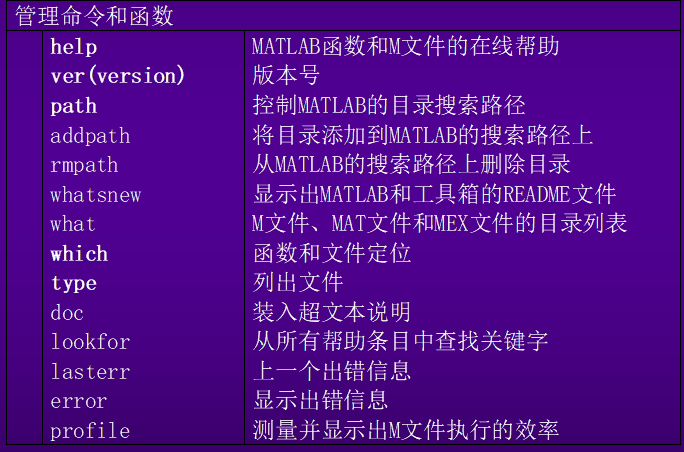 管理命令和函数
help MATLAB函数和M文件的在线帮助
ver(version) 版本号
path 控制MATLAB的目录搜索路径
addpath 将目录添加到MATLAB的搜索路径上
rmpath 从MATLAB的搜索路径上删除目录
whatsnew 显示出MATLAB和工具箱的README文件
what M文件、MAT文件和MEX文件的目录列表
which 函数和文件定位
type 列出文件
doc 装入超文本说明
lookfor 从所有帮助条目中查找关键字
lasterr 上一个出错信息
error 显示出错信息
profile 测量并显示出M文件执行的效率